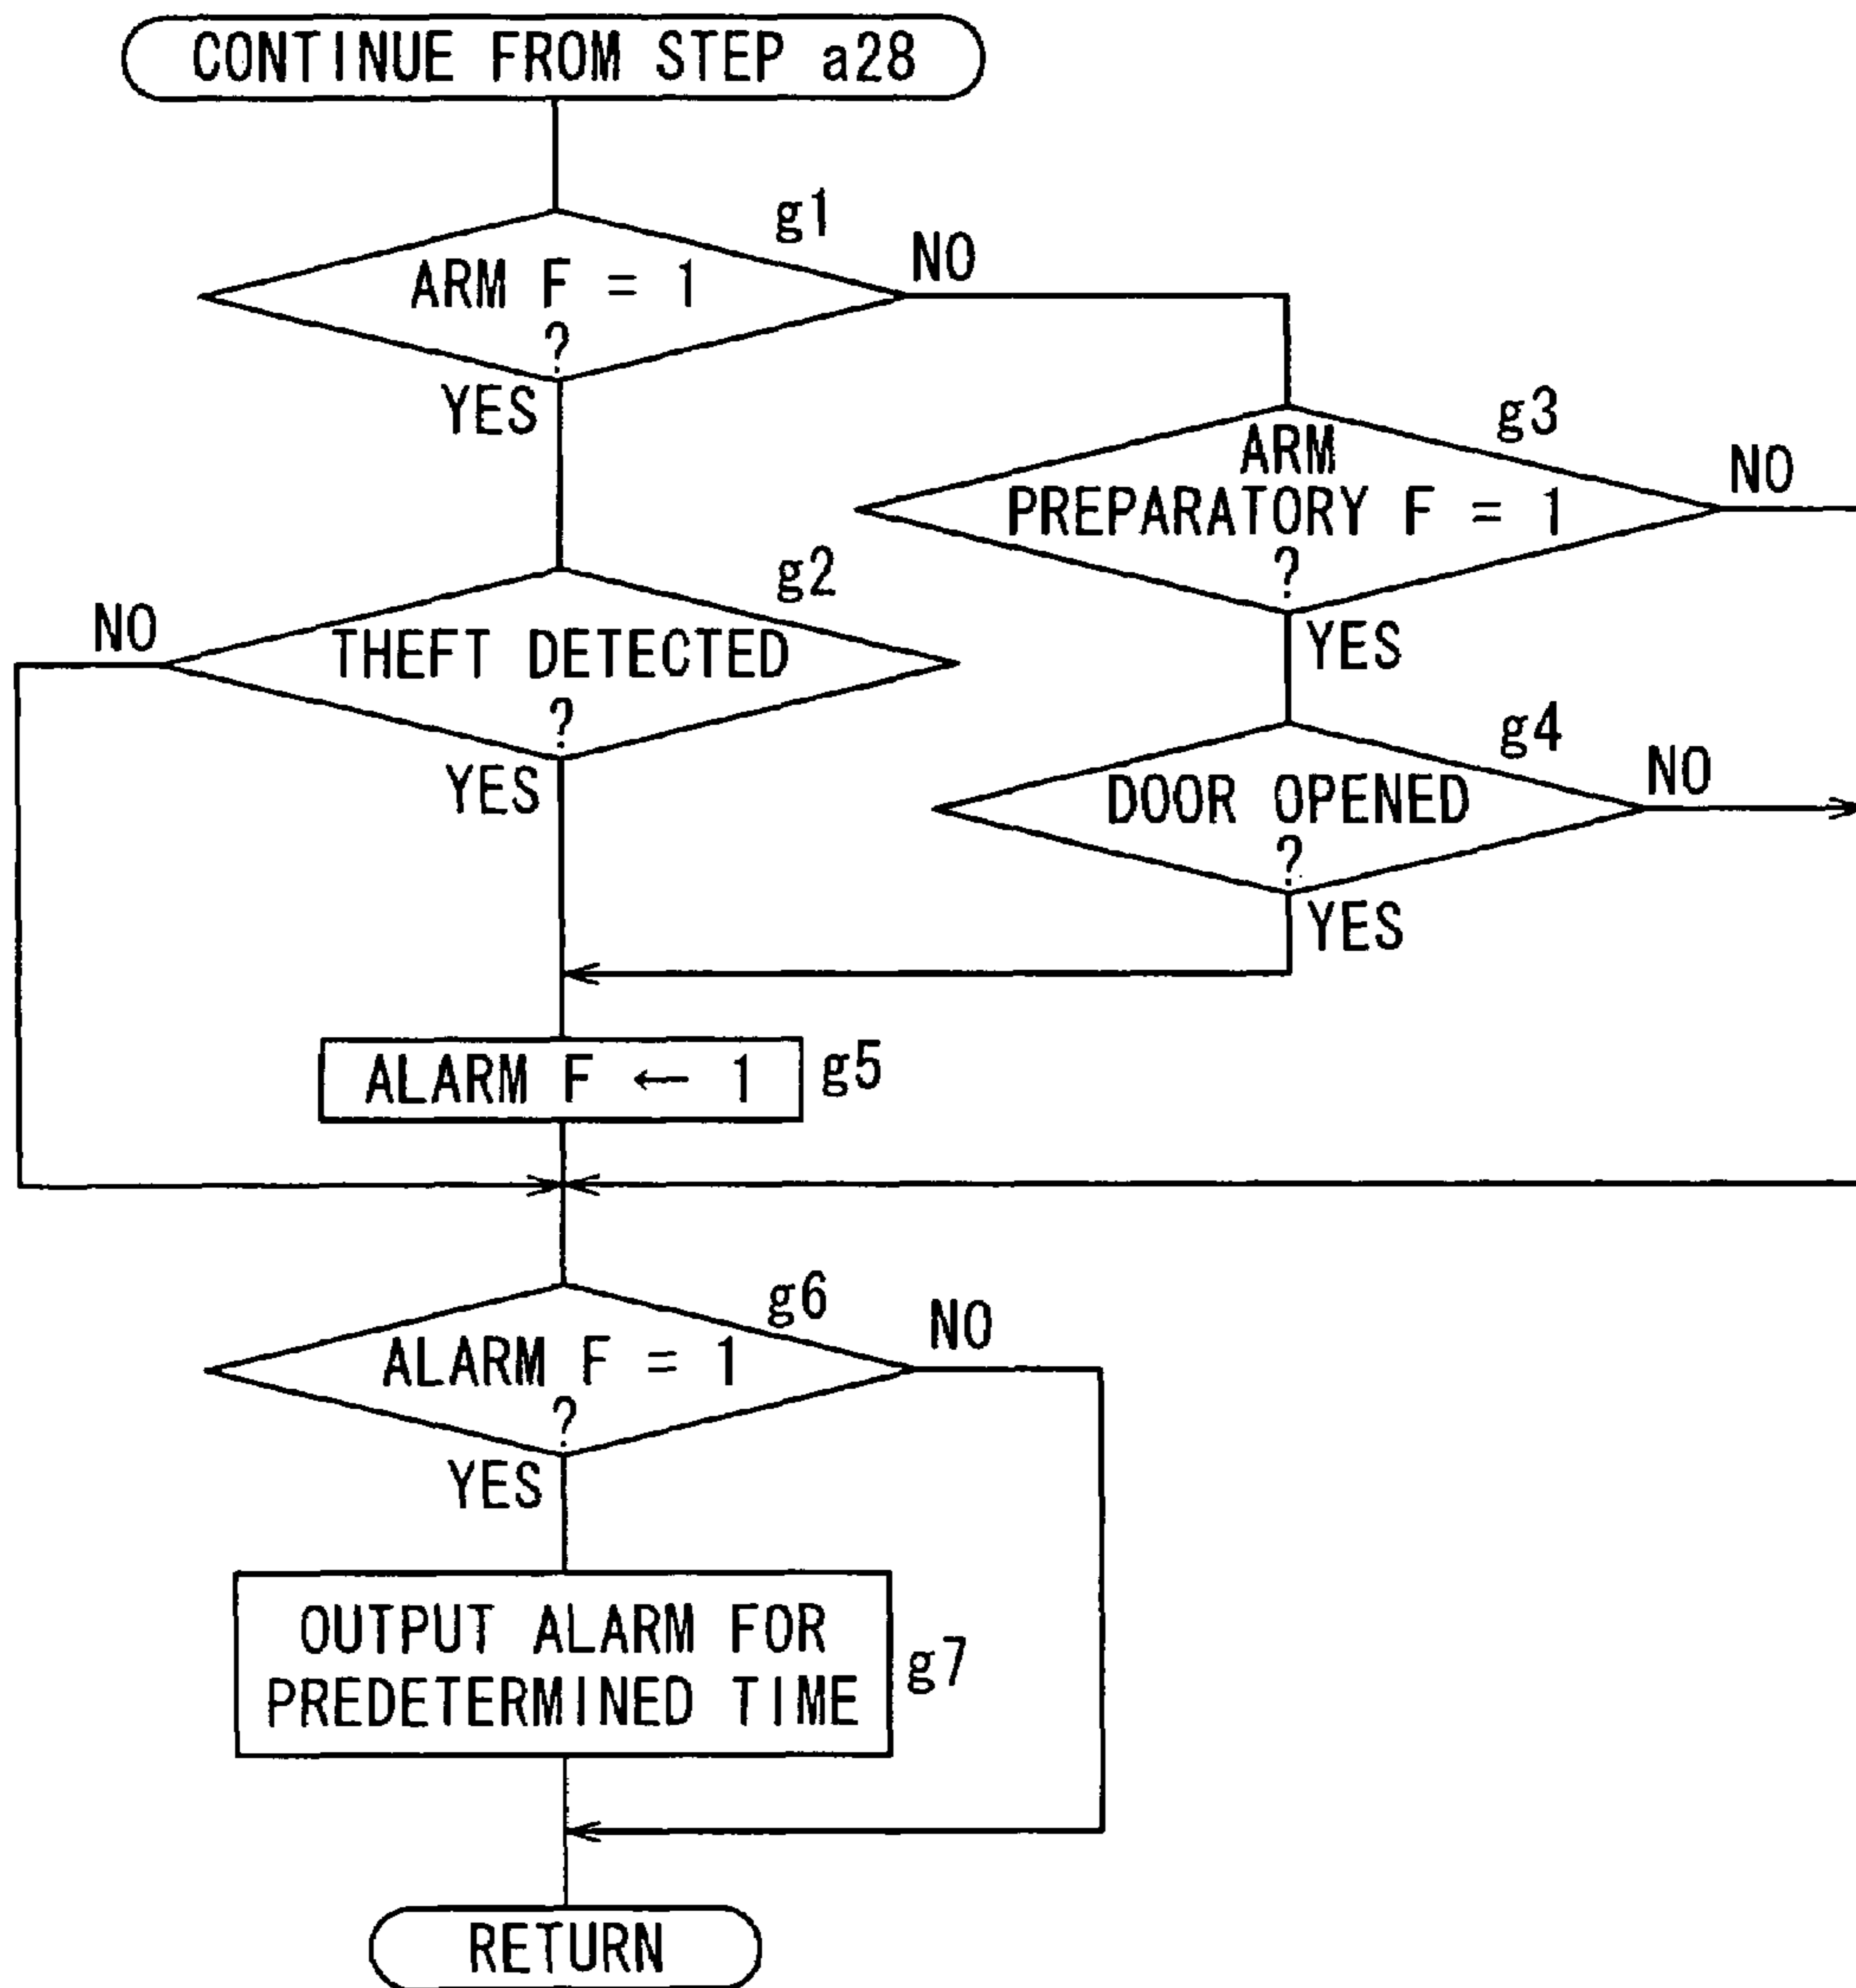 CONTINUE FROM STEP a28
g1
NO
ARM F = 1
?
YES
g3
ARM
PREPARATORY F = 1
?
NO
YES
g2
NO
THEFT DETECTED
?
YES
g4
NO
DOOR OPENED
?
YES
ALARM F ← 1
g5
g6
NO
ALARM F = 1
?
YES
OUTPUT ALARM FOR
PREDETERMINED TIME
g7
RETURN